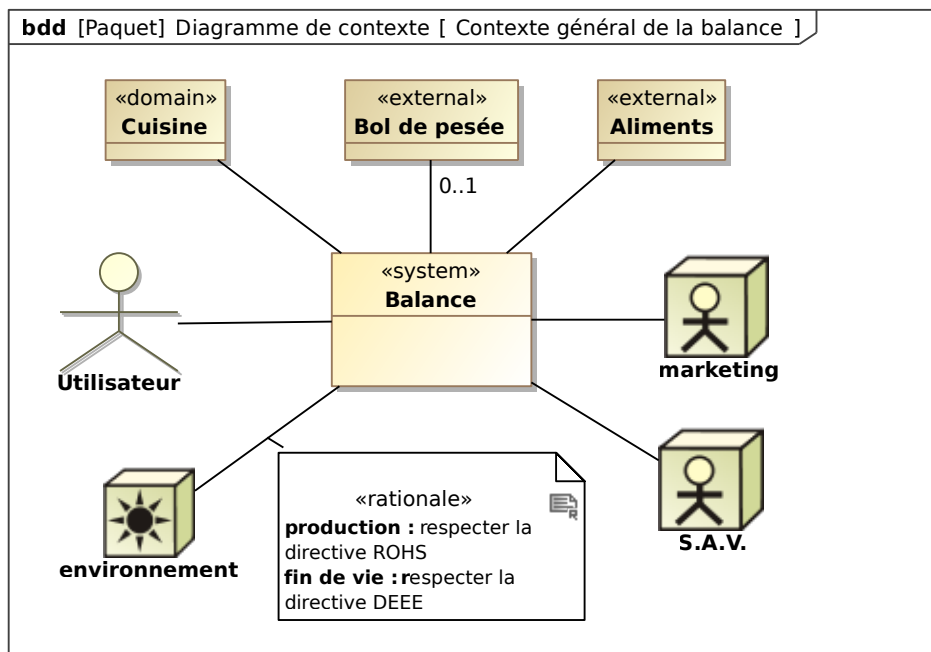 bdd [Paquet] Diagramme de contexte [ Contexte général de la balance ]
«domain»
Cuisine
«external»
Bol de pesée
«external»
Aliments
0..1
«system»
Balance
Utilisateur
marketing
environnement
«rationale»
production : respecter la
directive ROHS
fin de vie : respecter la
directive DEEE
R
S.A.V.